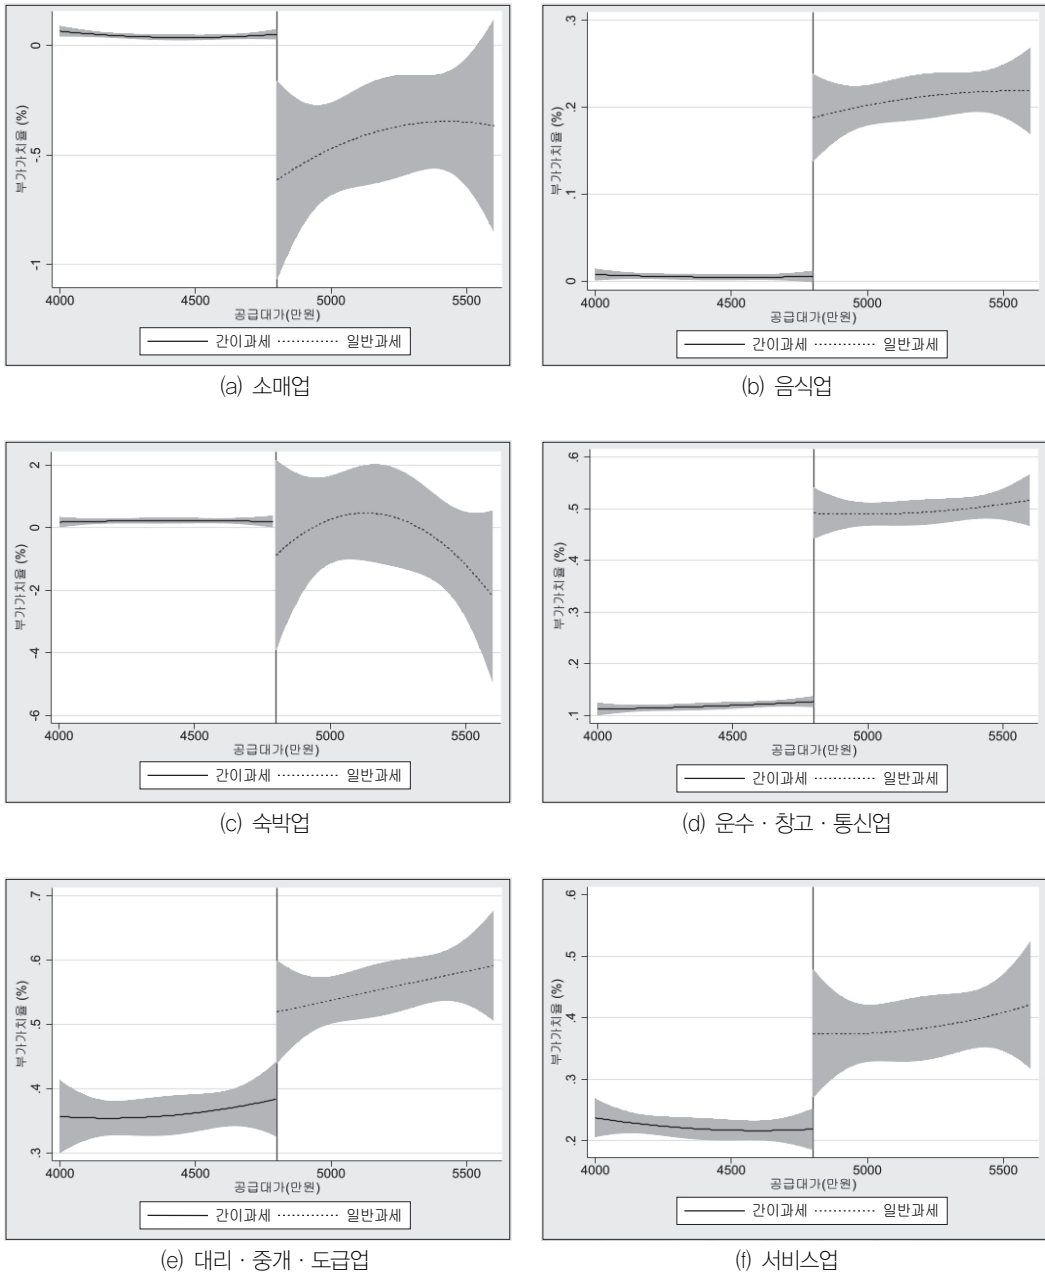 부가가치율 (%)
0
-.5
-1
4000 4500 5000 5500
공급대가(만원)
간이과세 일반과세
(a) 소매업
부가가치율 (%)
.3
.2
.1
0
4000 4500 5000 5500
공급대가(만원)
간이과세 일반과세
(b) 음식업
부가가치율 (%)
2
0
-2
-4
-6
4000 4500 5000 5500
공급대가(만원)
간이과세 일반과세
(c) 숙박업
부가가치율 (%)
.6
.5
.4
.3
.2
.1
4000 4500 5000 5500
공급대가(만원)
간이과세 일반과세
(d) 운수 · 창고 · 통신업
부가가치율 (%)
.7
.6
.5
.4
.3
4000 4500 5000 5500
공급대가(만원)
간이과세 일반과세
(e) 대리 · 중개 · 도급업
부가가치율 (%)
.6
.5
.4
.3
.2
4000 4500 5000 5500
공급대가(만원)
간이과세 일반과세
(f) 서비스업